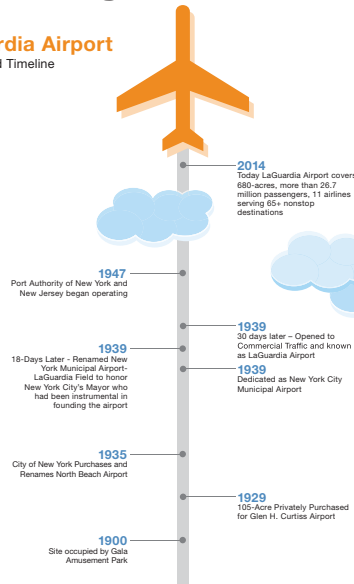 rdia Airport
d Timeline
2014
Today LaGuardia Airport covers
680-acres, more than 26.7
million passengers, 11 airlines
serving 65+ nonstop
destinations
1947
Port Authority of New York and
New Jersey began operating
1939
30 days later – Opened to
Commercial Traffic and known
as LaGuardia Airport
1939
18-Days Later - Renamed New
York Municipal Airport-
LaGuardia Field to honor
New York City's Mayor who
had been instrumental in
founding the airport
1939
Dedicated as New York City
Municipal Airport
1935
City of New York Purchases and
Renames North Beach Airport
1929
105-Acre Privately Purchased
for Glen H. Curtiss Airport
1900
Site occupied by Gala
Amusement Park